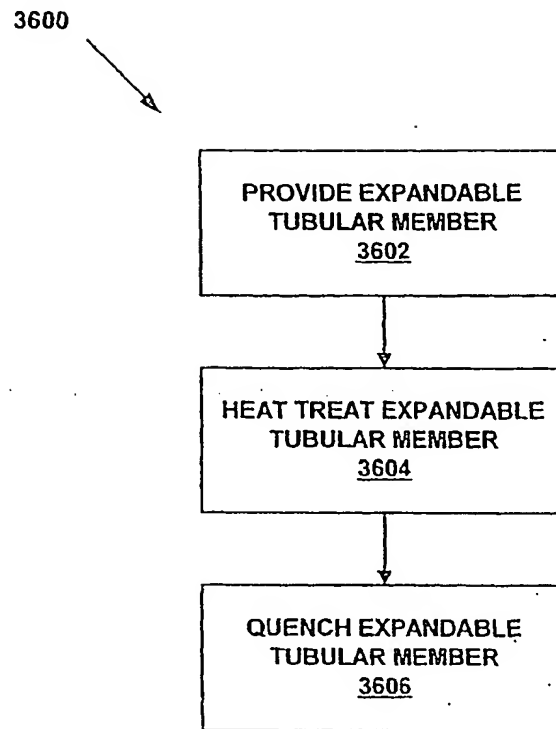 3600
PROVIDE EXPANDABLE
TUBULAR MEMBER
3602
HEAT TREAT EXPANDABLE
TUBULAR MEMBER
3604
QUENCH EXPANDABLE
TUBULAR MEMBER
3606